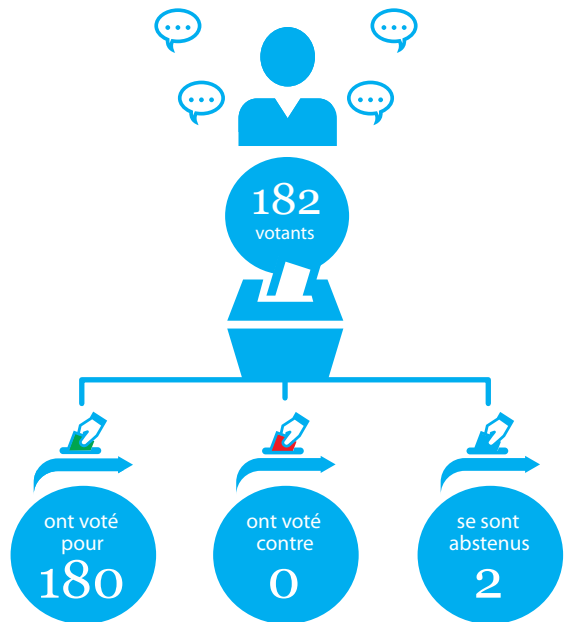 182
votants
ont voté
pour
180
ont voté
contre
0
se sont
abstenus
2